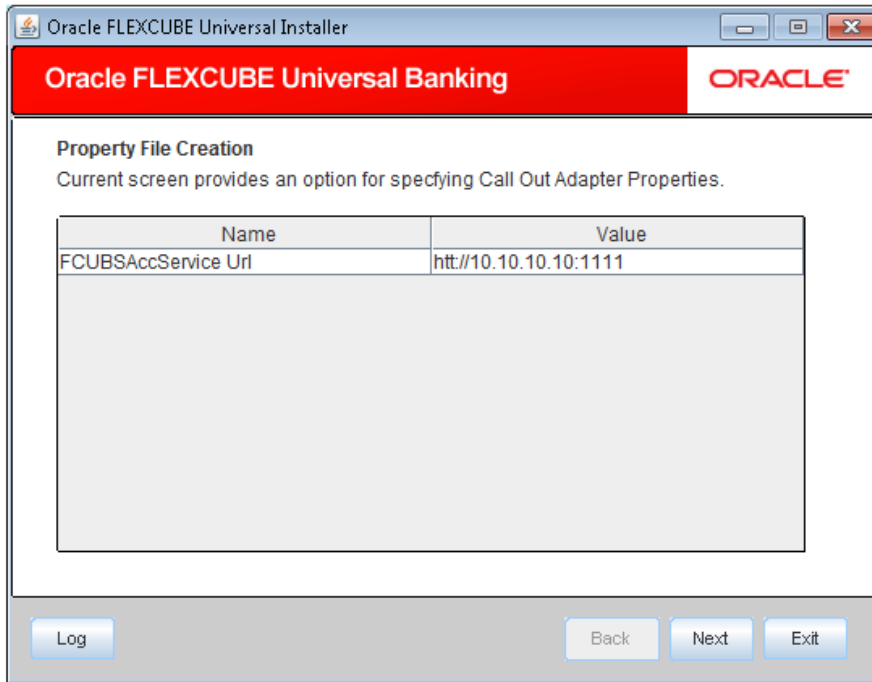 Oracle FLEXCUBE Universal Installer
Oracle FLEXCUBE Universal Banking
ORACLE
Property File Creation
Current screen provides an option for specfying Call Out Adapter Properties.
Name Value
FCUBSAccService Url htt://10.10.10.10:1111
Log Back Next Exit